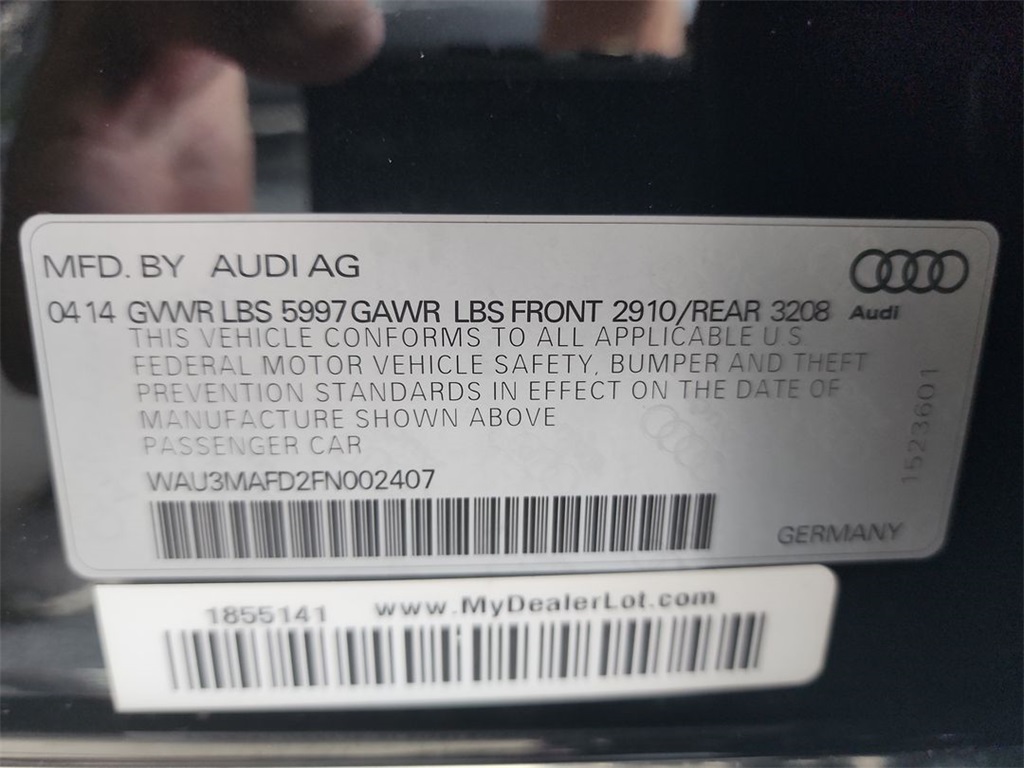 MFD. BY AUDI AG
Audi
04 14 GVWR LBS 5997 GAWR LBS FRONT 2910/REAR 3208
THIS VEHICLE CONFORMS TO ALL APPLICABLE U.S
FEDERAL MOTOR VEHICLE SAFETY, BUMPER AND THEFT
PREVENTION STANDARDS IN EFFECT ON THE DATE OF
MANUFACTURE SHOWN ABOVE
PASSENGER CAR
WAU3MAFD2FN002407
1523601
GERMANY
1855141 www.MyDealerLot.com